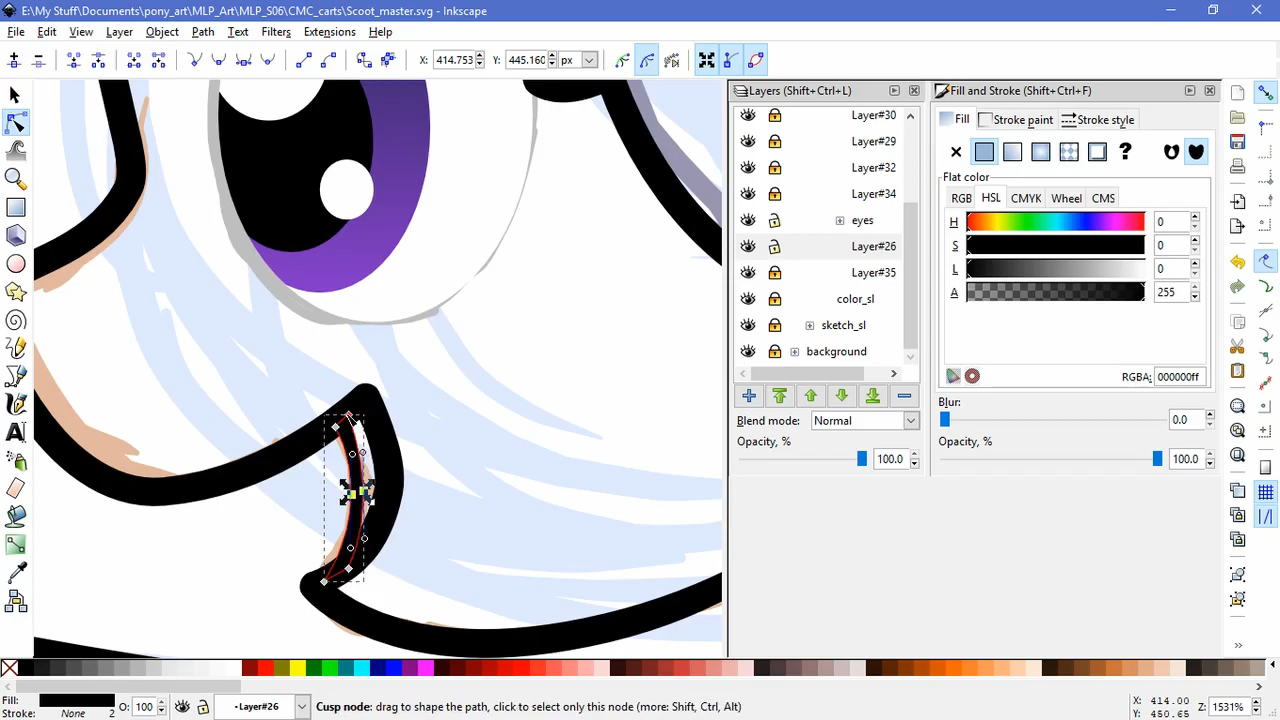 E:\My Stuff\Documents\pony_art\MLP_Art\MLP_S06\CMC_carts\Scoot_master.svg - Inkscape
File Edit View Layer Object Path Text Filters Extensions Help
X: 414.753 Y: 445.160 px
Layers (Shift+Ctrl+L)
Layer#30
Layer#29
Layer#32
Layer#34
eyes
Layer#26
Layer#35
color_sl
sketch_sl
background
Blend mode: Normal
Opacity, %
100.0
Fill and Stroke (Shift+Ctrl+F)
Fill Stroke paint Stroke style
?
Flat color
RGB HSL CMYK Wheel CMS
H 0
S 0
L 0
A 255
RGBA: 000000ff
Blur:
0.0
Opacity, %
100.0
Fill:
Stroke: None
O: 100
•Layer#26
Cusp node: drag to shape the path, click to select only this node (more: Shift, Ctrl, Alt)
X: 414.00
Y: 450.65
Z: 1531%